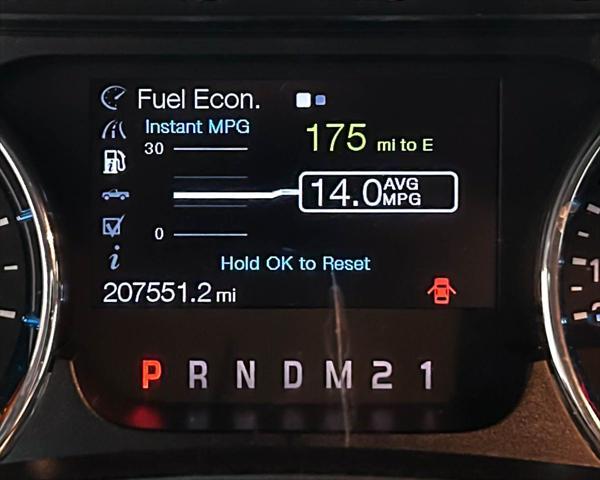 Fuel Econ.
Instant MPG
175 mi to E
30
14.0 AVG MPG
0
Hold OK to Reset
207551.2 mi
P R N D M 2 1